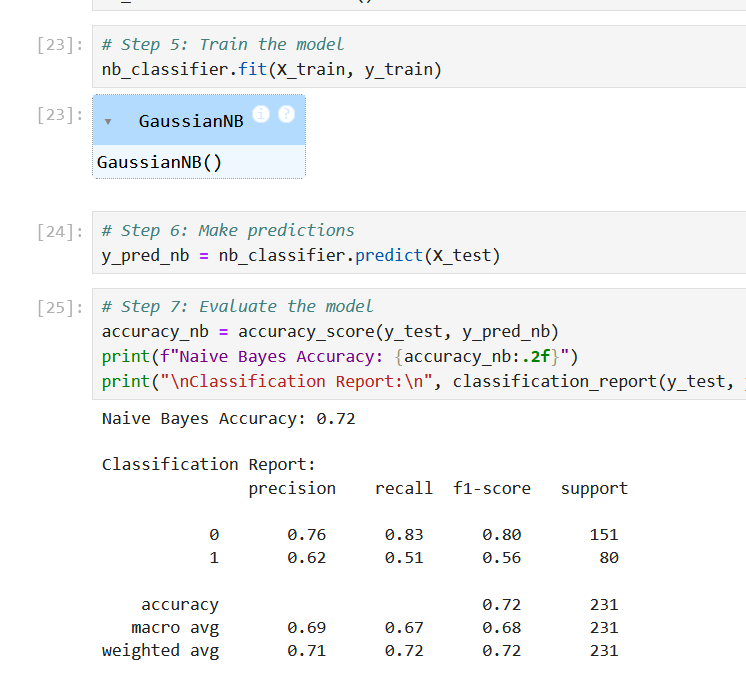 [23]: # Step 5: Train the model
nb_classifier.fit(X_train, y_train)
[23]: ▾ GaussianNB i ?
GaussianNB()
[24]: # Step 6: Make predictions
y_pred_nb = nb_classifier.predict(X_test)
[25]: # Step 7: Evaluate the model
accuracy_nb = accuracy_score(y_test, y_pred_nb)
print(f"Naive Bayes Accuracy: {accuracy_nb:.2f}")
print("\nClassification Report:\n", classification_report(y_test,
Naive Bayes Accuracy: 0.72
Classification Report:
precision recall f1-score support
0 0.76 0.83 0.80 151
1 0.62 0.51 0.56 80
accuracy 0.72 231
macro avg 0.69 0.67 0.68 231
weighted avg 0.71 0.72 0.72 231